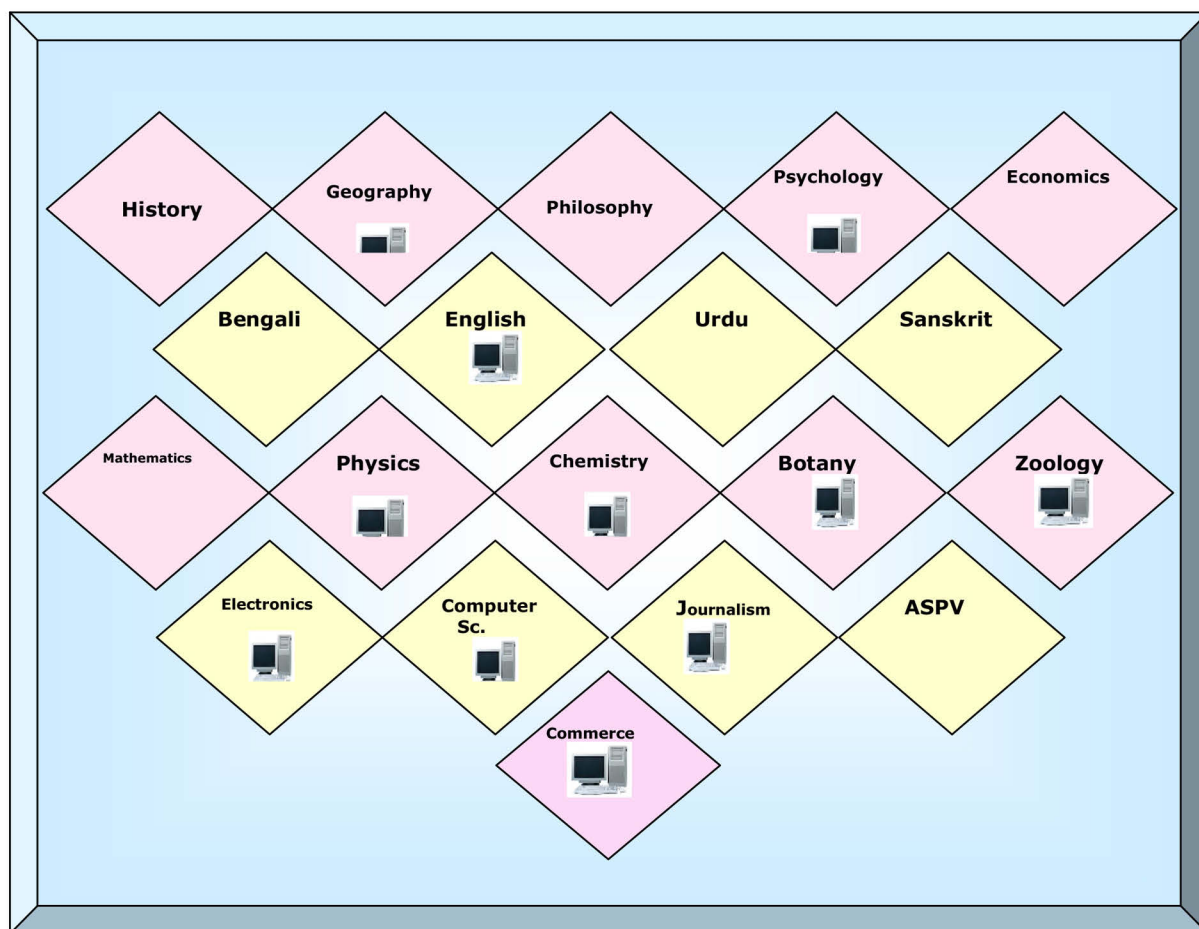 History
Geography
Philosophy
Psychology
Economics
Bengali
English
Urdu
Sanskrit
Mathematics
Physics
Chemistry
Botany
Zoology
Electronics
Computer
Sc.
Journalism
ASPV
Commerce